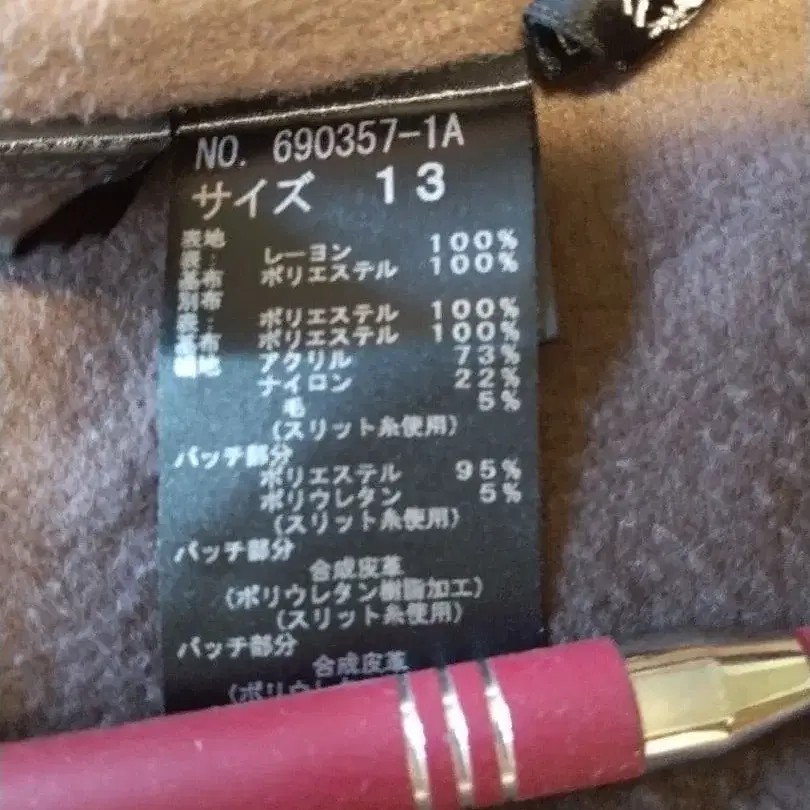 NO. 690357-1A
サイズ 13
表地
表: レーヨン 100%
基布 ポリエステル 100%
別布
表: ポリエステル 100%
基布 ポリエステル 100%
アクリル 73%
ナイロン 22%
毛 5%
(スリット糸使用)
パッチ部分
ポリエステル 95%
ポリウレタン 5%
(スリット糸使用)
パッチ部分
合成皮革
(ポリウレタン樹脂加工)
(スリット糸使用)
パッチ部分
合成皮革